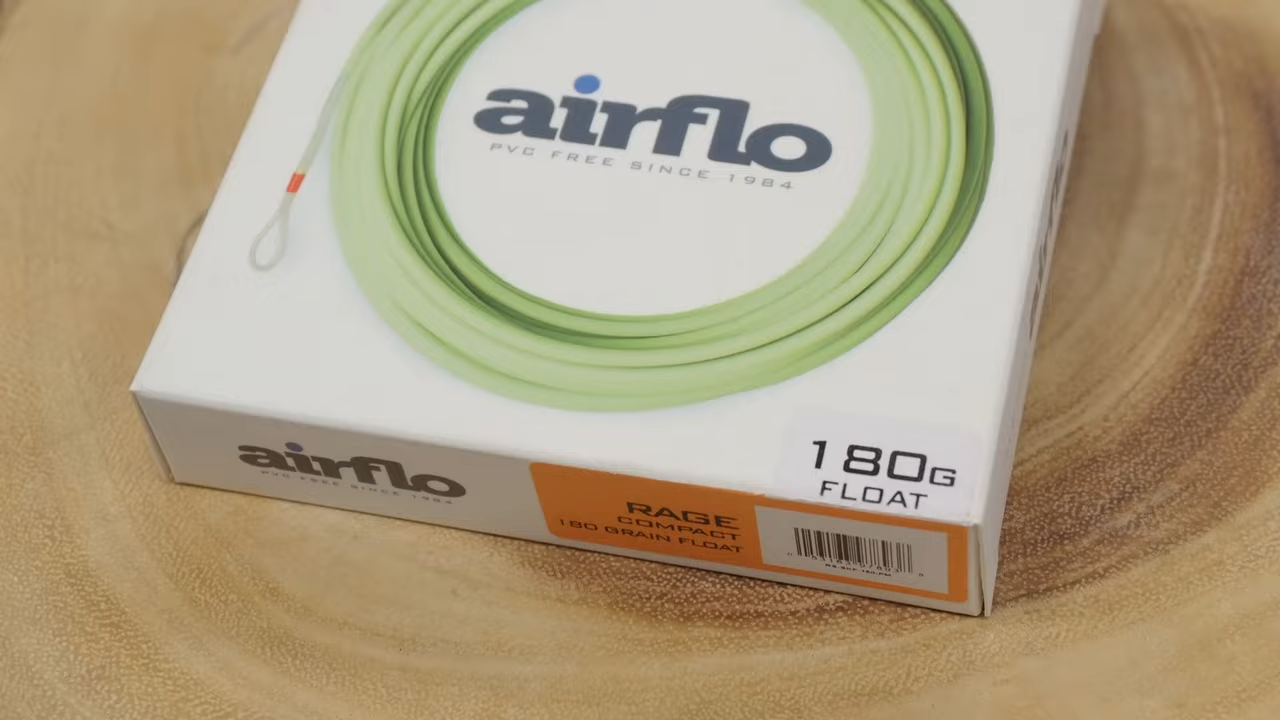 airflo
PVC FREE SINCE 1984
180G
FLOAT
airflo
PVC FREE SINCE 1984
RAGE
COMPACT
180 GRAIN FLOAT